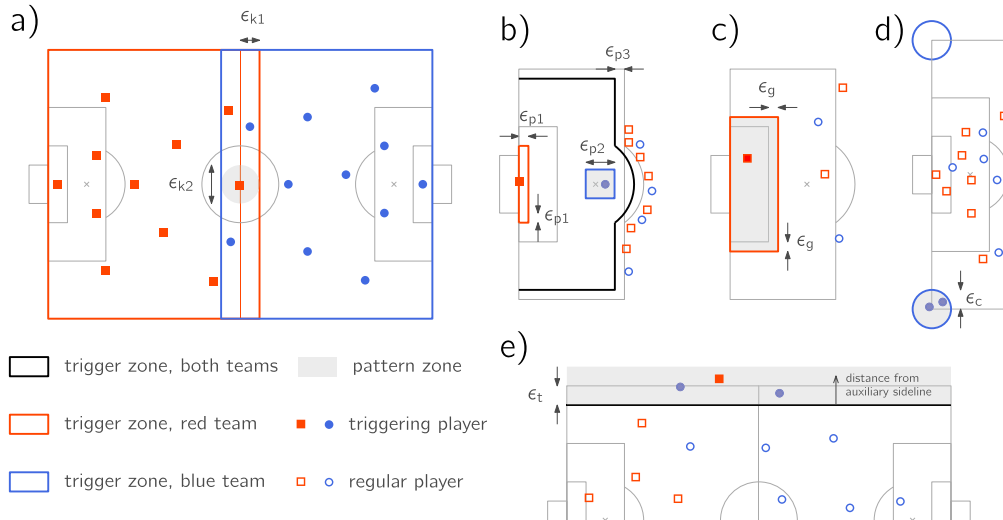 a)
ϵk1
ϵk2
b)
ϵp3
ϵp1
ϵp2
ϵp1
c)
ϵg
ϵg
d)
ϵc
trigger zone, both teams
pattern zone
trigger zone, red team
triggering player
trigger zone, blue team
regular player
e)
ϵt
distance from
auxiliary sideline